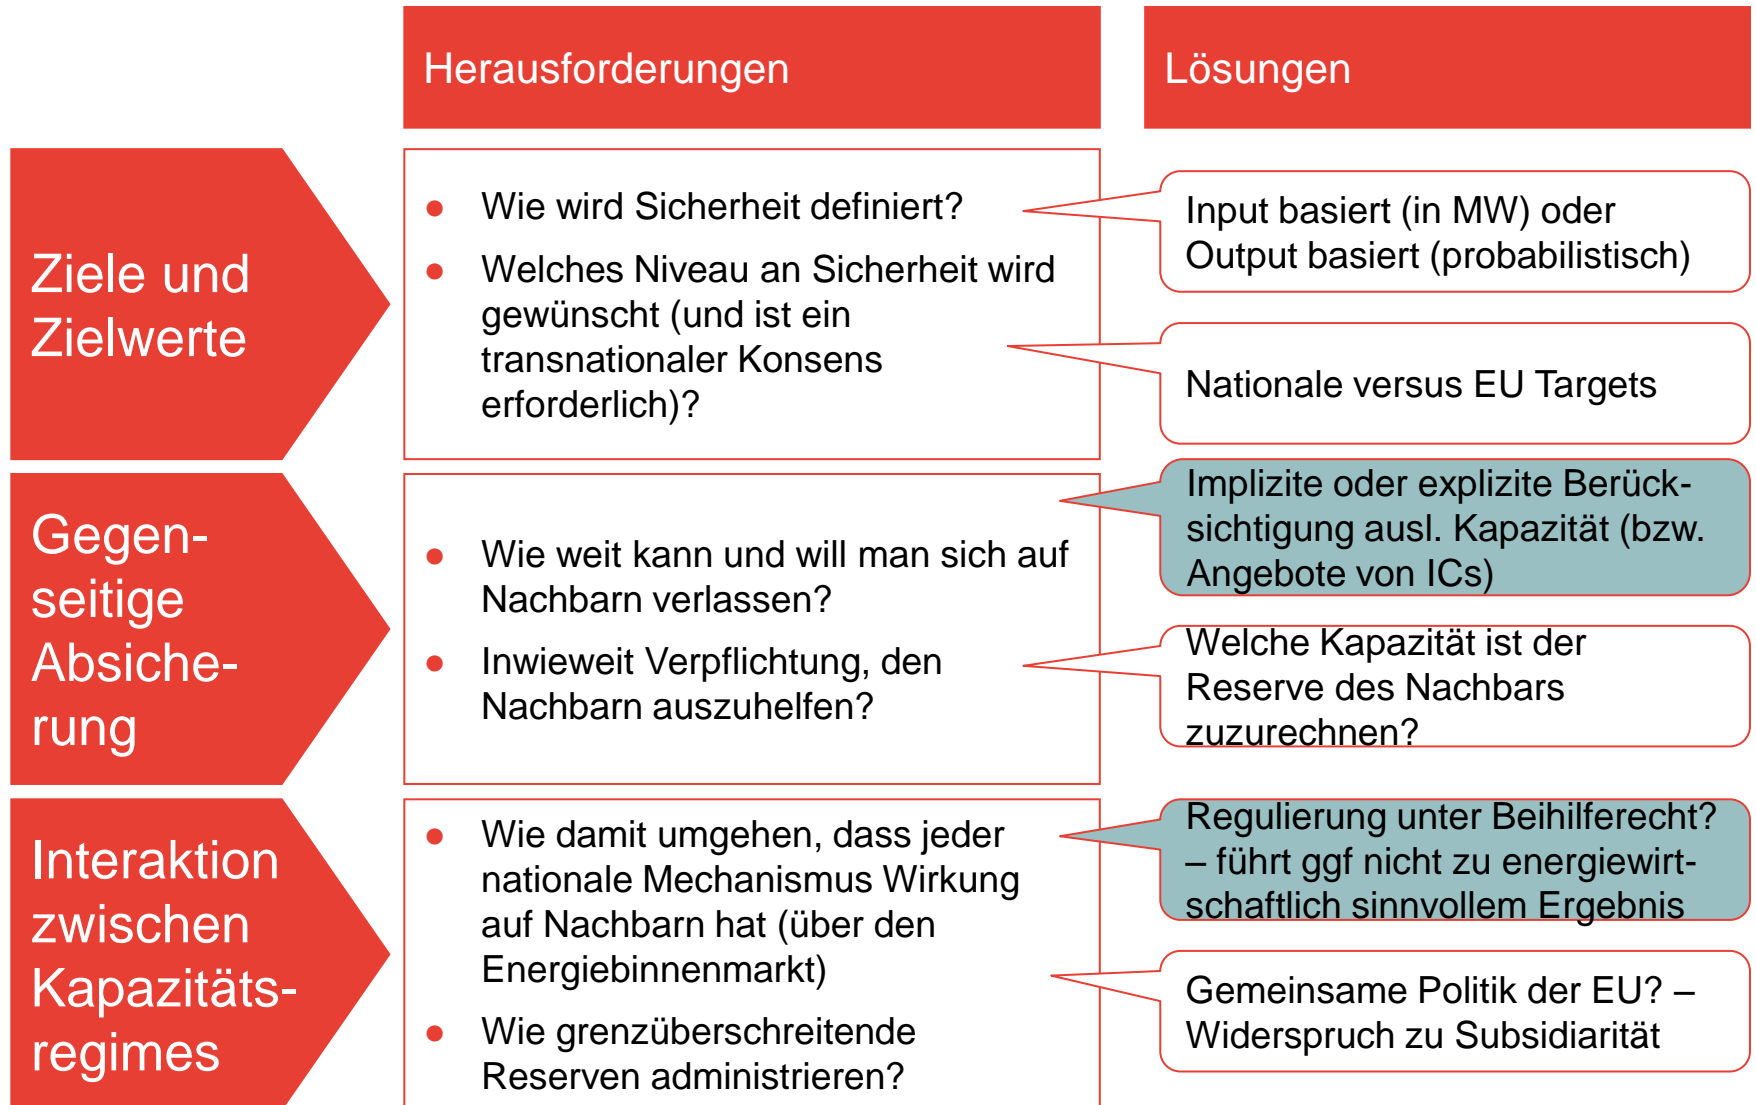 Herausforderungen
Lösungen
Ziele und
Zielwerte
● Wie wird Sicherheit definiert?
● Welches Niveau an Sicherheit wird
gewünscht (und ist ein
transnationaler Konsens
erforderlich)?
Input basiert (in MW) oder
Output basiert (probabilistisch)
Nationale versus EU Targets
Gegen-
seitige
Absiche-
rung
● Wie weit kann und will man sich auf
Nachbarn verlassen?
● Inwieweit Verpflichtung, den
Nachbarn auszuhelfen?
Implizite oder explizite Berück-
sichtigung ausl. Kapazität (bzw.
Angebote von ICs)
Welche Kapazität ist der
Reserve des Nachbars
zuzurechnen?
Interaktion
zwischen
Kapazitäts-
regimes
● Wie damit umgehen, dass jeder
nationale Mechanismus Wirkung
auf Nachbarn hat (über den
Energiebinnenmarkt)
● Wie grenzüberschreitende
Reserven administrieren?
Regulierung unter Beihilferecht?
– führt ggf nicht zu energiewirt-
schaftlich sinnvollem Ergebnis
Gemeinsame Politik der EU? –
Widerspruch zu Subsidiarität